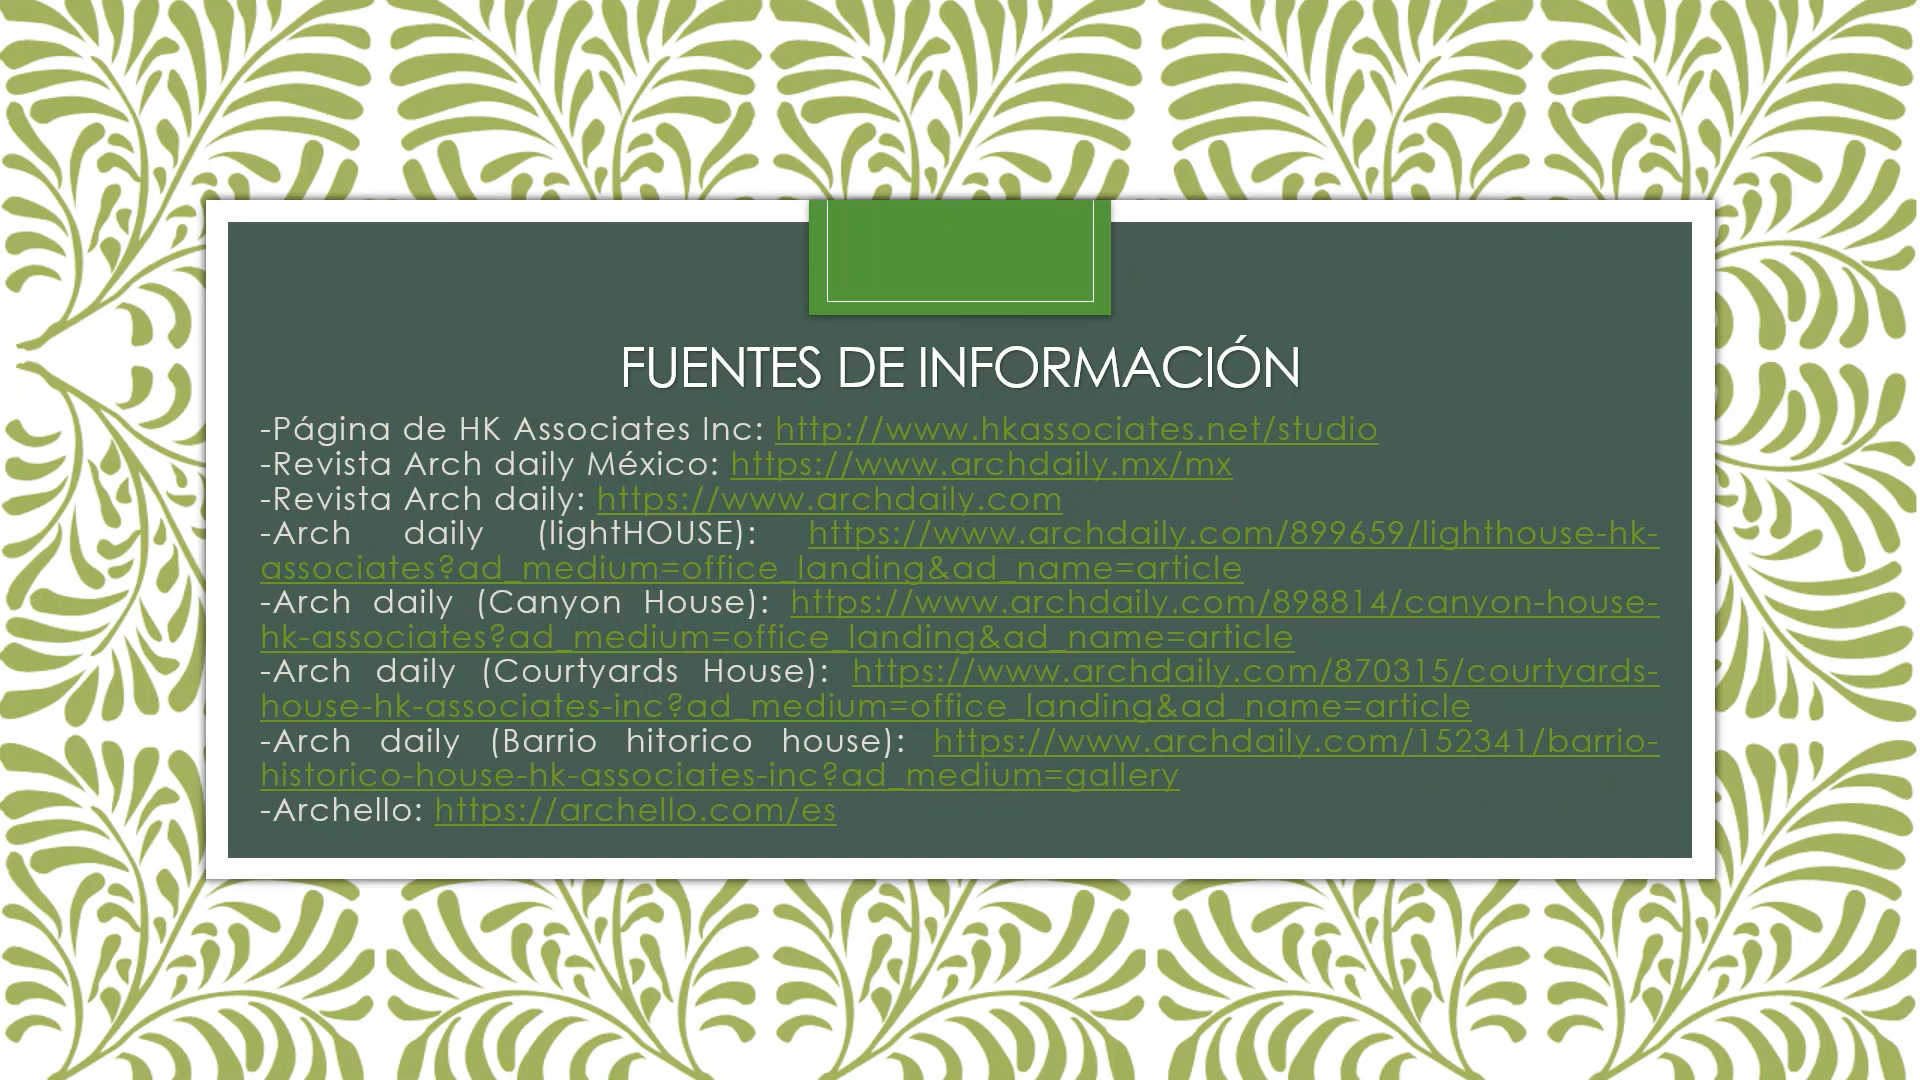 FUENTES DE INFORMACIÓN
-Página de HK Associates Inc: http://www.hkassociates.net/studio
-Revista Arch daily México: https://www.archdaily.mx/mx
-Revista Arch daily: https://www.archdaily.com
-Arch daily (lightHOUSE): https://www.archdaily.com/899659/lighthouse-hk-
associates?ad_medium=office_landing&ad_name=article
-Arch daily (Canyon House): https://www.archdaily.com/898814/canyon-house-
hk-associates?ad_medium=office_landing&ad_name=article
-Arch daily (Courtyards House): https://www.archdaily.com/870315/courtyards-
house-hk-associates-inc?ad_medium=office_landing&ad_name=article
-Arch daily (Barrio hitorico house): https://www.archdaily.com/152341/barrio-
historico-house-hk-associates-inc?ad_medium=gallery
-Archello: https://archello.com/es